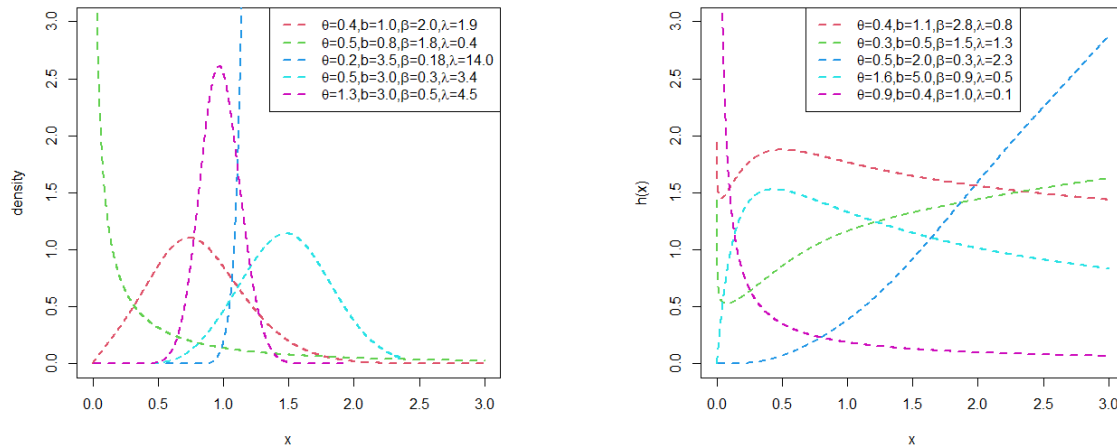 θ=0.4,b=1.0,β=2.0,λ=1.9
θ=0.5,b=0.8,β=1.8,λ=0.4
θ=0.2,b=3.5,β=0.18,λ=14.0
θ=0.5,b=3.0,β=0.3,λ=3.4
θ=1.3,b=3.0,β=0.5,λ=4.5
density
3.0
2.5
2.0
1.5
1.0
0.5
0.0
0.0 0.5 1.0 1.5 2.0 2.5 3.0
x
θ=0.4,b=1.1,β=2.8,λ=0.8
θ=0.3,b=0.5,β=1.5,λ=1.3
θ=0.5,b=2.0,β=0.3,λ=2.3
θ=1.6,b=5.0,β=0.9,λ=0.5
θ=0.9,b=0.4,β=1.0,λ=0.1
h(x)
3.0
2.5
2.0
1.5
1.0
0.5
0.0
0.0 0.5 1.0 1.5 2.0 2.5 3.0
x